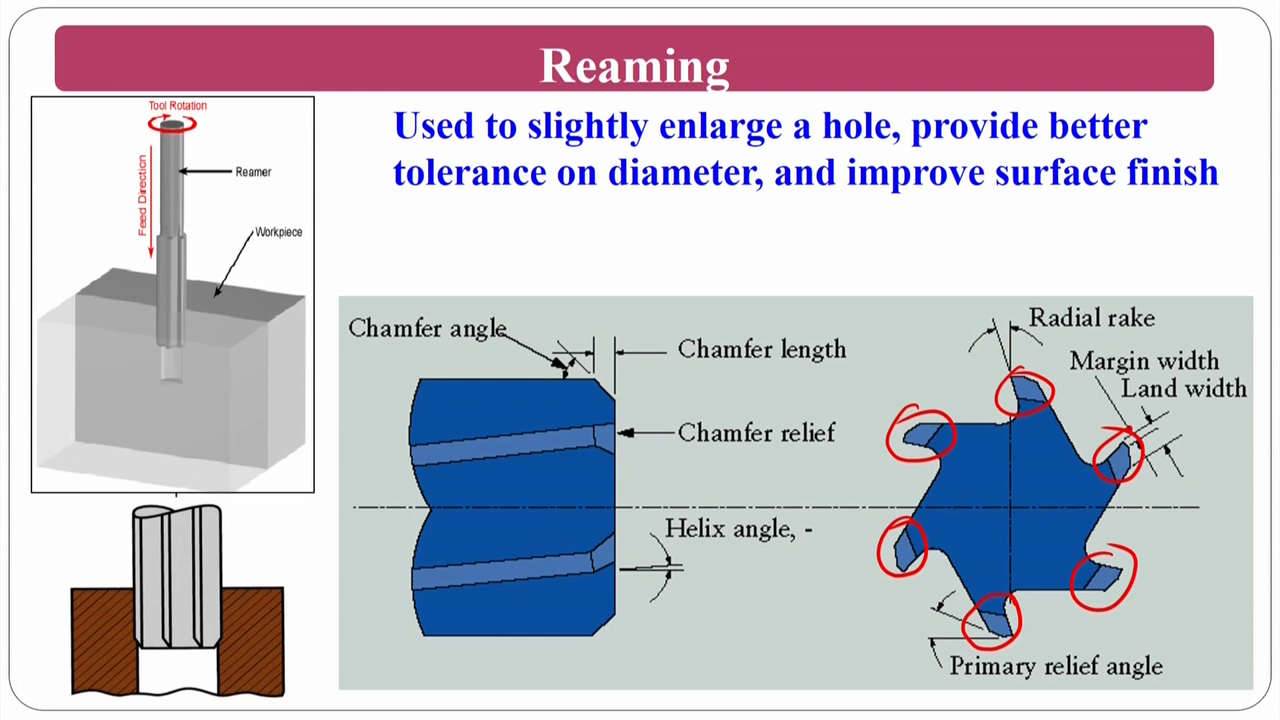 Reaming
Used to slightly enlarge a hole, provide better
tolerance on diameter, and improve surface finish
Tool Rotation
Feed Direction
Reamer
Workpiece
Chamfer angle
Chamfer length
Chamfer relief
Helix angle, -
Radial rake
Margin width
Land width
Primary relief angle